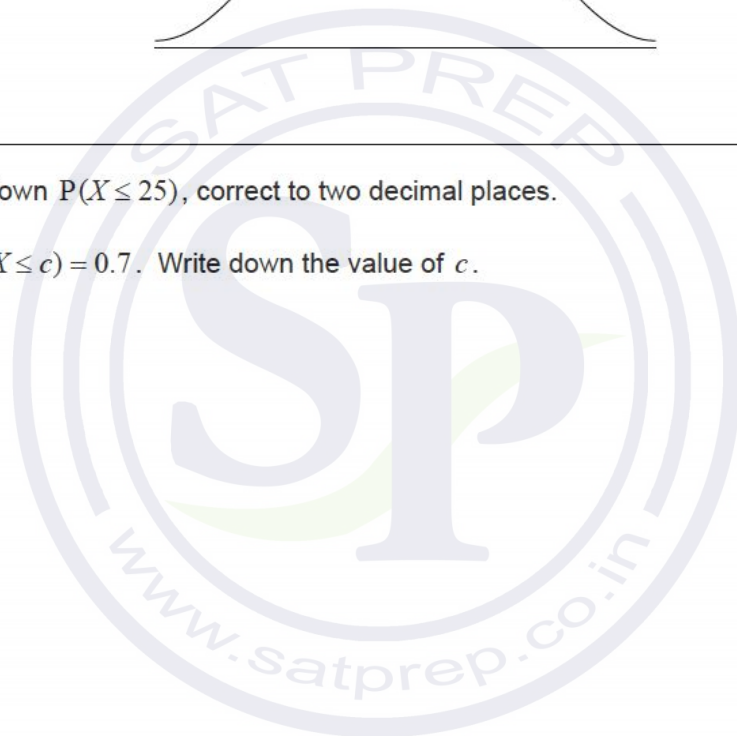 SAT PREP
own P(X ≤ 25), correct to two decimal places.
X ≤ c) = 0.7. Write down the value of c.
SP
www.satprep.co.in